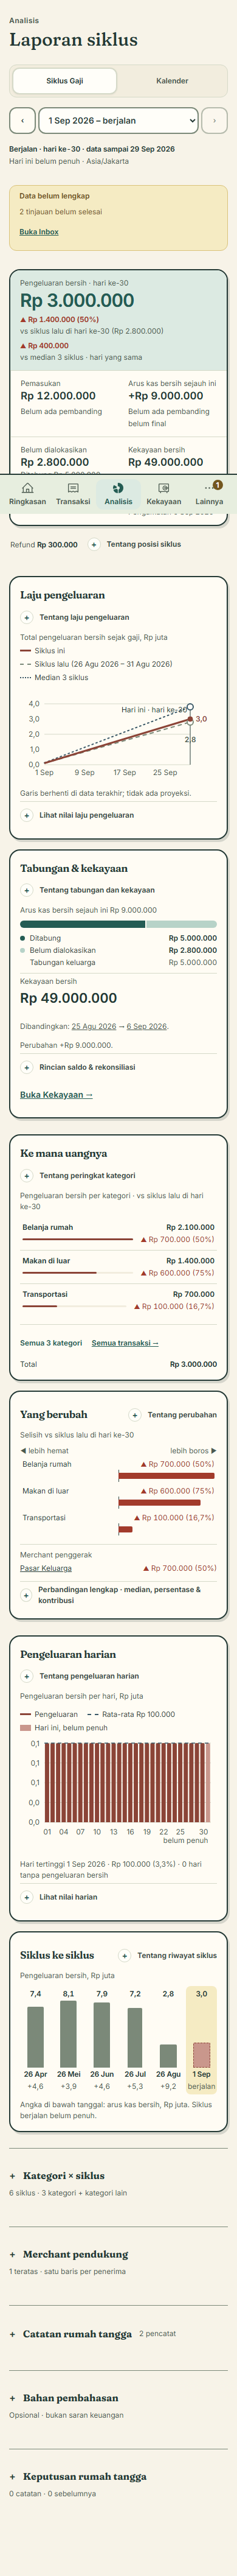 Analisis
Laporan siklus
Siklus Gaji
Kalender
‹
1 Sep 2026 – berjalan
›
Berjalan · hari ke-30 · data sampai 29 Sep 2026
Hari ini belum penuh · Asia/Jakarta
Data belum lengkap
2 tinjauan belum selesai
Buka Inbox
Pengeluaran bersih · hari ke-30
Rp 3.000.000
▲ Rp 1.400.000 (50%)
vs siklus lalu di hari ke-30 (Rp 2.800.000)
▲ Rp 400.000
vs median 3 siklus · hari yang sama
Pemasukan
Rp 12.000.000
Belum ada pembanding
Arus kas bersih sejauh ini
+Rp 9.000.000
Belum ada pembanding
belum final
Belum dialokasikan
Rp 2.800.000
Kekayaan bersih
Rp 49.000.000
Ringkasan
Transaksi
Analisis
Kekayaan
1
Lainnya
Refund Rp 300.000
+ Tentang posisi siklus
Laju pengeluaran
+ Tentang laju pengeluaran
Total pengeluaran bersih sejak gaji, Rp juta
Siklus ini
Siklus lalu (26 Agu 2026 – 31 Agu 2026)
Median 3 siklus
4,0
3,0
2,0
1,0
0,0
Hari ini · hari ke-30
3,0
2,8
1 Sep
9 Sep
17 Sep
25 Sep
Garis berhenti di data terakhir; tidak ada proyeksi.
+ Lihat nilai laju pengeluaran
Tabungan & kekayaan
+ Tentang tabungan dan kekayaan
Arus kas bersih sejauh ini Rp 9.000.000
Ditabung Rp 5.000.000
Belum dialokasikan Rp 2.800.000
Tabungan keluarga Rp 5.000.000
Kekayaan bersih
Rp 49.000.000
Dibandingkan: 25 Agu 2026 → 6 Sep 2026.
Perubahan +Rp 9.000.000.
+ Rincian saldo & rekonsiliasi
Buka Kekayaan →
Ke mana uangnya
+ Tentang peringkat kategori
Pengeluaran bersih per kategori · vs siklus lalu di hari
ke-30
Belanja rumah Rp 2.100.000
▲ Rp 700.000 (50%)
Makan di luar Rp 1.400.000
▲ Rp 600.000 (75%)
Transportasi Rp 700.000
▲ Rp 100.000 (16,7%)
Semua 3 kategori Semua transaksi →
Total Rp 3.000.000
Yang berubah
+ Tentang perubahan
Selisih vs siklus lalu di hari ke-30
◀ lebih hemat lebih boros ▶
Belanja rumah ▲ Rp 700.000 (50%)
Makan di luar ▲ Rp 600.000 (75%)
Transportasi ▲ Rp 100.000 (16,7%)
Merchant penggerak
Pasar Keluarga ▲ Rp 700.000 (50%)
+ Perbandingan lengkap · median, persentase &
kontribusi
Pengeluaran harian
+ Tentang pengeluaran harian
Pengeluaran bersih per hari, Rp juta
Pengeluaran
Rata-rata Rp 100.000
Hari ini, belum penuh
0,1
0,1
0,1
0,0
0,0
01 04 07 10 13 16 19 22 25 30
belum penuh
Hari tertinggi 1 Sep 2026 · Rp 100.000 (3,3%) · 0 hari
tanpa pengeluaran bersih
+ Lihat nilai harian
Siklus ke siklus
+ Tentang riwayat siklus
Pengeluaran bersih, Rp juta
7,4 8,1 7,9 7,2 2,8 3,0
26 Apr 26 Mei 26 Jun 26 Jul 26 Agu 1 Sep
+4,6 +3,9 +4,6 +5,3 +9,2 berjalan
Angka di bawah tanggal: arus kas bersih, Rp juta. Siklus
berjalan belum penuh.
+ Kategori × siklus
6 siklus · 3 kategori + kategori lain
+ Merchant pendukung
1 teratas · satu baris per penerima
+ Catatan rumah tangga 2 pencatat
+ Bahan pembahasan
Opsional · bukan saran keuangan
+ Keputusan rumah tangga
0 catatan · 0 sebelumnya